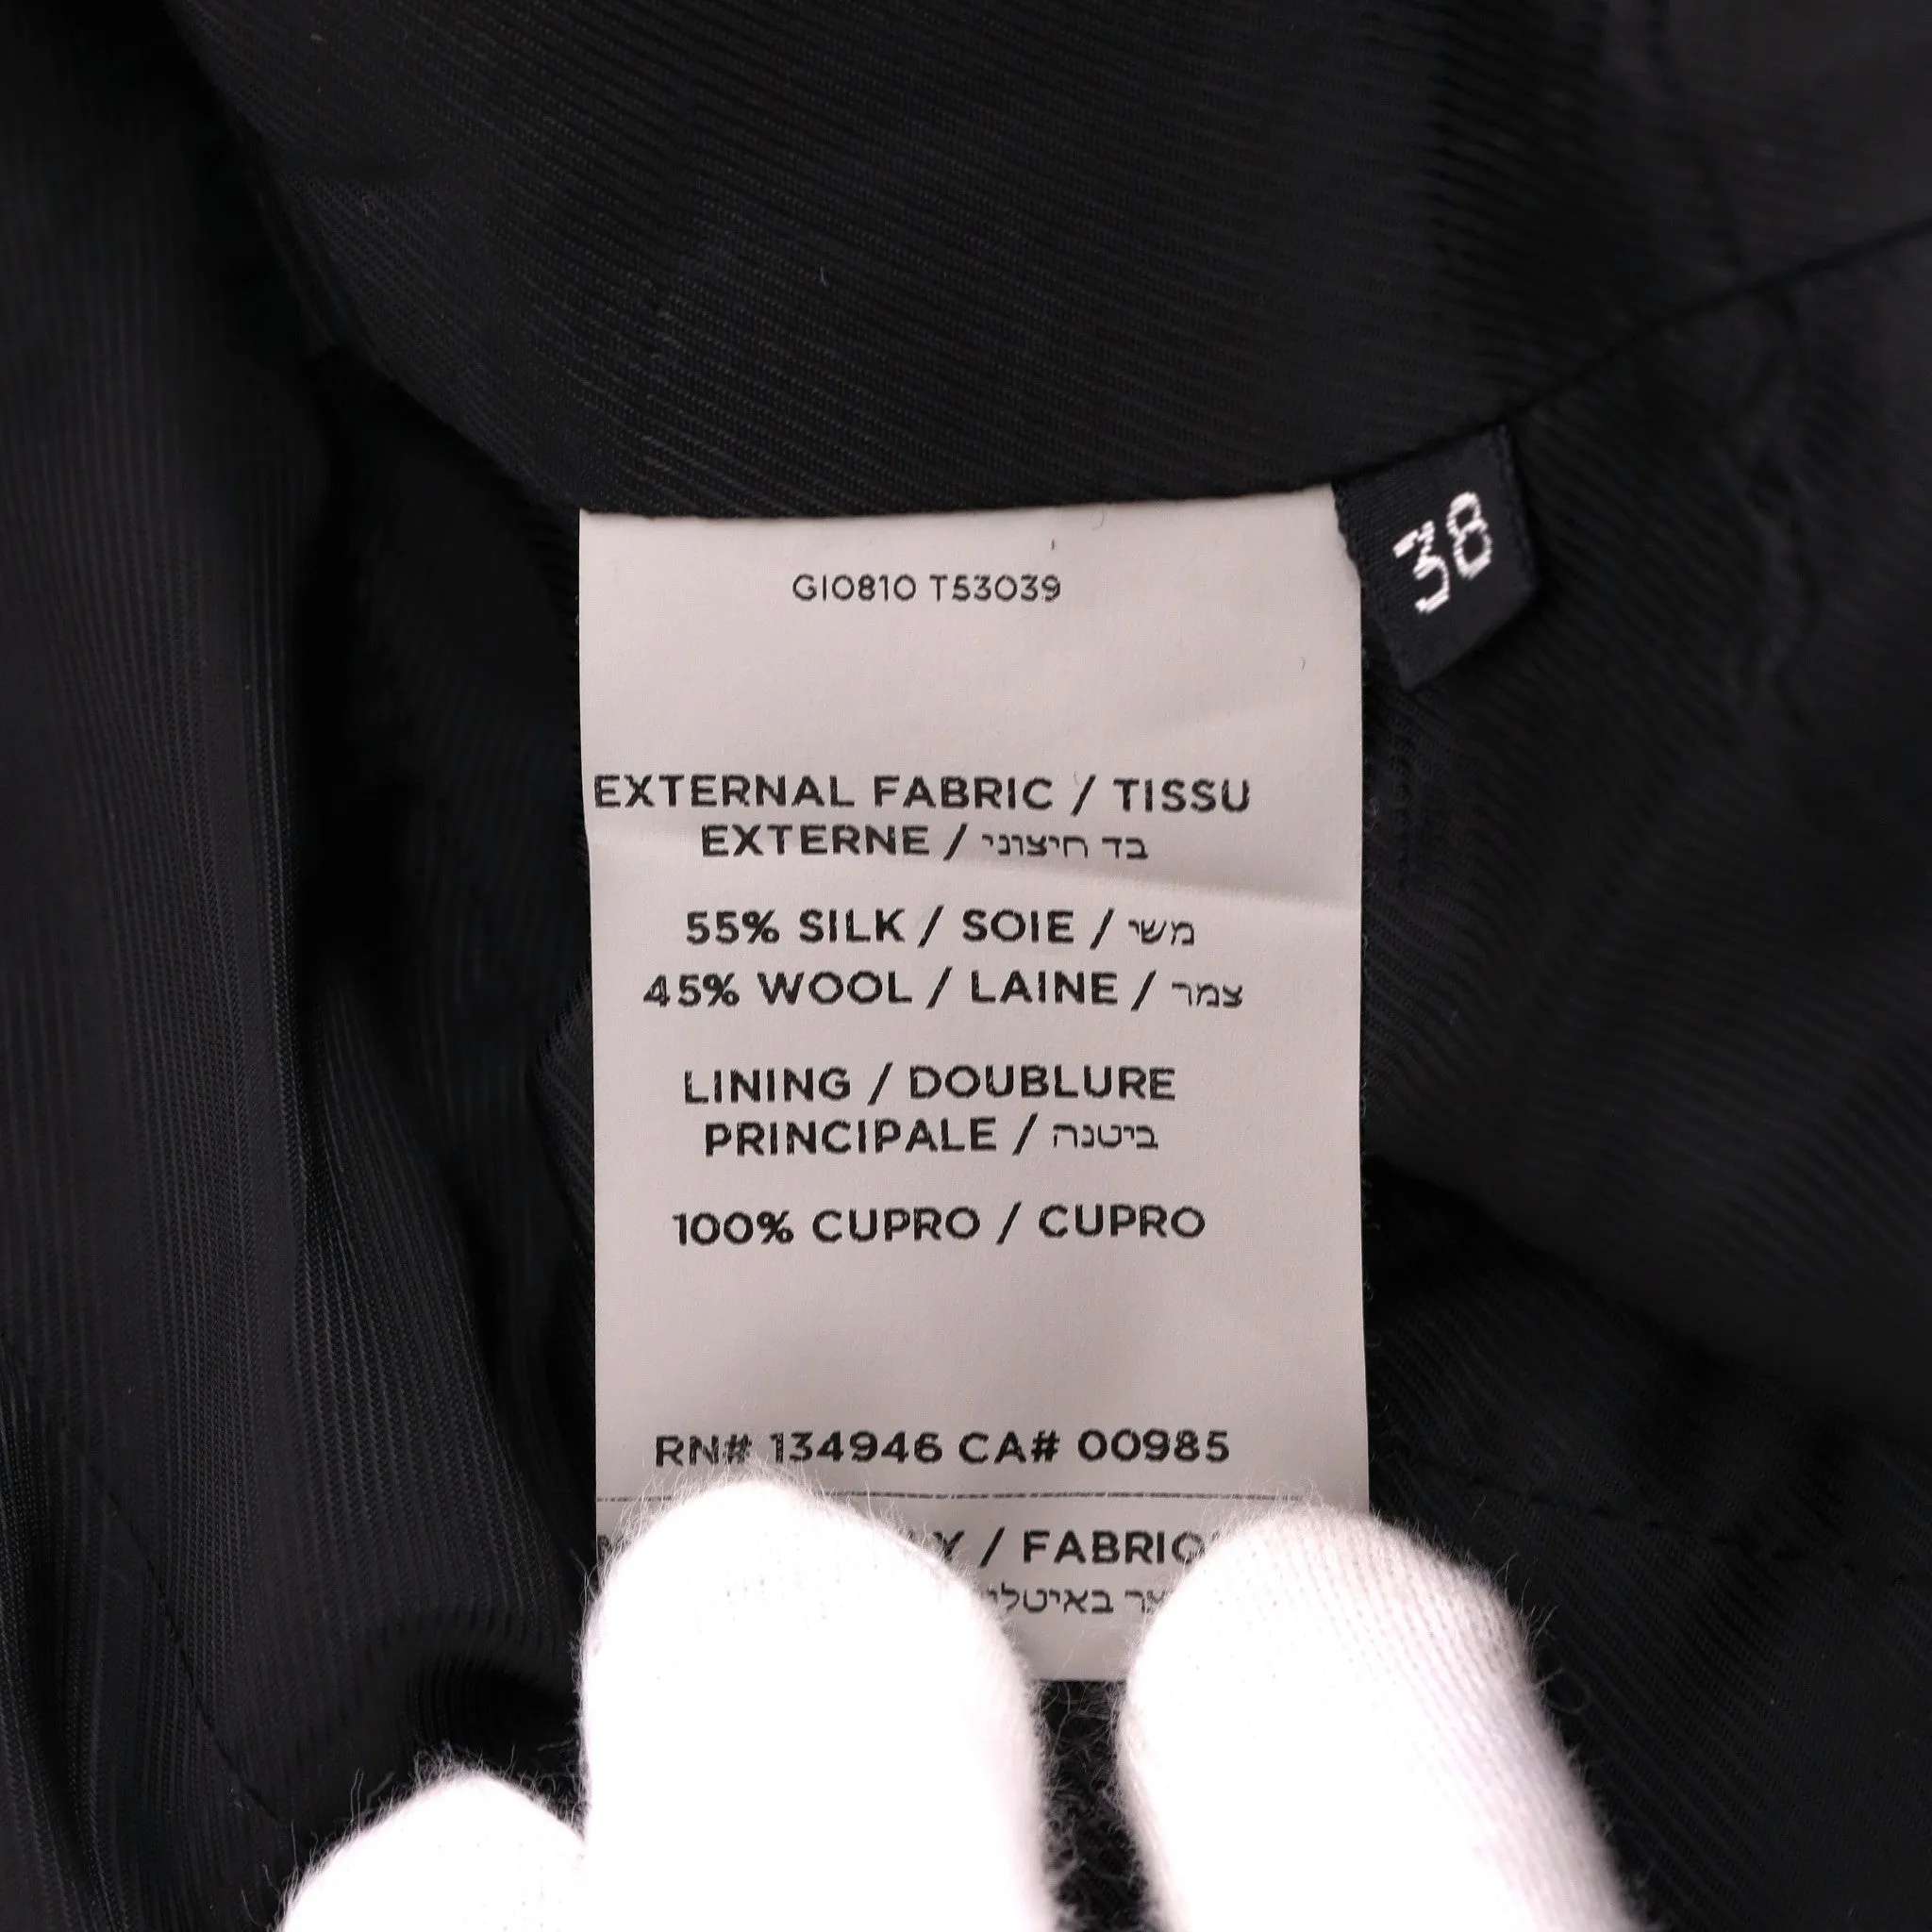 GI0810 T53039
38
EXTERNAL FABRIC / TISSU
EXTERNE / בד חיצוני
55% SILK / SOIE / משי
45% WOOL / LAINE / צמר
LINING / DOUBLURE
PRINCIPALE / ביטנה
100% CUPRO / CUPRO
RN# 134946 CA# 00985
/